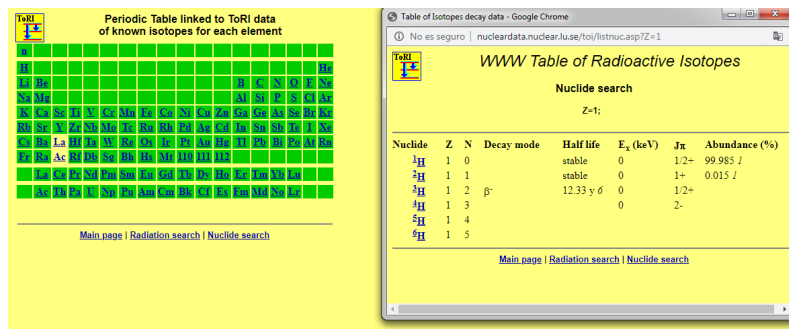 ToRI
Periodic Table linked to ToRI data
of known isotopes for each element
n
H He
Li Be B C N O F Ne
Na Mg Al Si P S Cl Ar
K Ca Sc Ti V Cr Mn Fe Co Ni Cu Zn Ga Ge As Se Br Kr
Rb Sr Y Zr Nb Mo Tc Ru Rh Pd Ag Cd In Sn Sb Te I Xe
Cs Ba La Hf Ta W Re Os Ir Pt Au Hg Tl Pb Bi Po At Rn
Fr Ra Ac Rf Db Sg Bh Hs Mt 110 111 112
La Ce Pr Nd Pm Sm Eu Gd Tb Dy Ho Er Tm Yb Lu
Ac Th Pa U Np Pu Am Cm Bk Cf Es Fm Md No Lr
Main page | Radiation search | Nuclide search
Table of Isotopes decay data - Google Chrome
No es seguro | nucleardata.nuclear.lu.se/toi/listnuc.asp?Z=1
ToRI
WWW Table of Radioactive Isotopes
Nuclide search
Z=1;
Nuclide Z N Decay mode Half life Ex (keV) Jπ Abundance (%)
¹H 1 0 stable 0 1/2+ 99.985 1
²H 1 1 stable 0 1+ 0.015 1
³H 1 2 β- 12.33 y 6 0 1/2+
⁴H 1 3 0 2-
⁵H 1 4
⁶H 1 5
Main page | Radiation search | Nuclide search